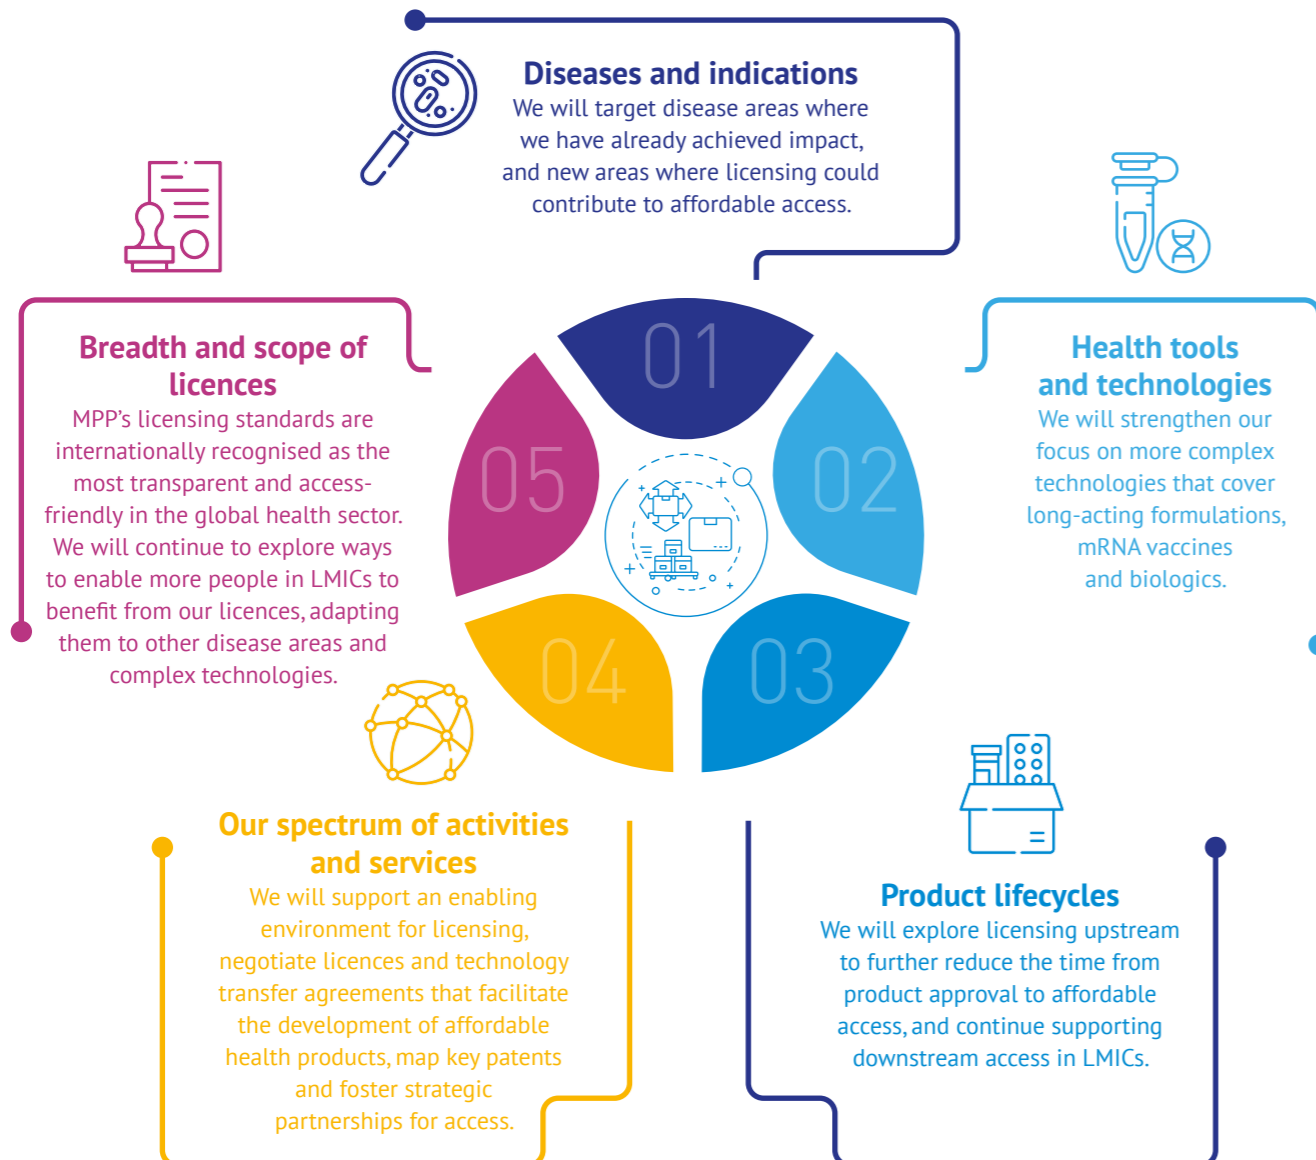 Diseases and indications
We will target disease areas where
we have already achieved impact,
and new areas where licensing could
contribute to affordable access.
01
Health tools
and technologies
We will strengthen our
focus on more complex
technologies that cover
long-acting formulations,
mRNA vaccines
and biologics.
02
Product lifecycles
We will explore licensing upstream
to further reduce the time from
product approval to affordable
access, and continue supporting
downstream access in LMICs.
03
Our spectrum of activities
and services
We will support an enabling
environment for licensing,
negotiate licences and technology
transfer agreements that facilitate
the development of affordable
health products, map key patents
and foster strategic
partnerships for access.
04
Breadth and scope of
licences
MPP’s licensing standards are
internationally recognised as the
most transparent and access-
friendly in the global health sector.
We will continue to explore ways
to enable more people in LMICs to
benefit from our licences, adapting
them to other disease areas and
complex technologies.
05